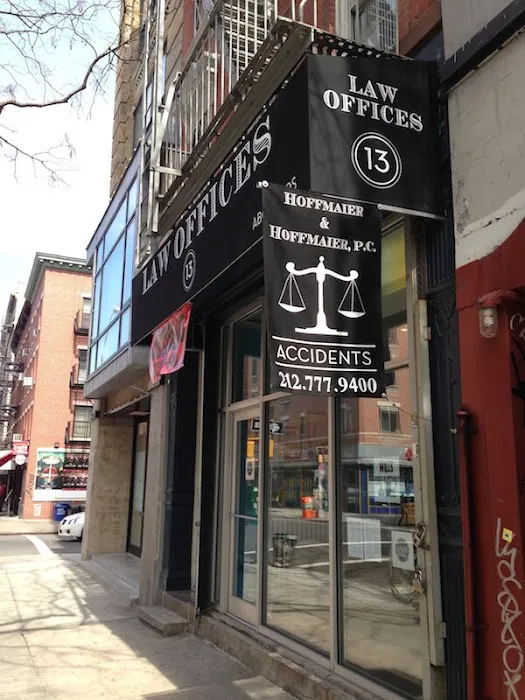 LAW
OFFICES
13
LAW OFFICES
13
HOFFMAIER
&
HOFFMAIER, P.C.
ACCIDENTS
212.777.9400